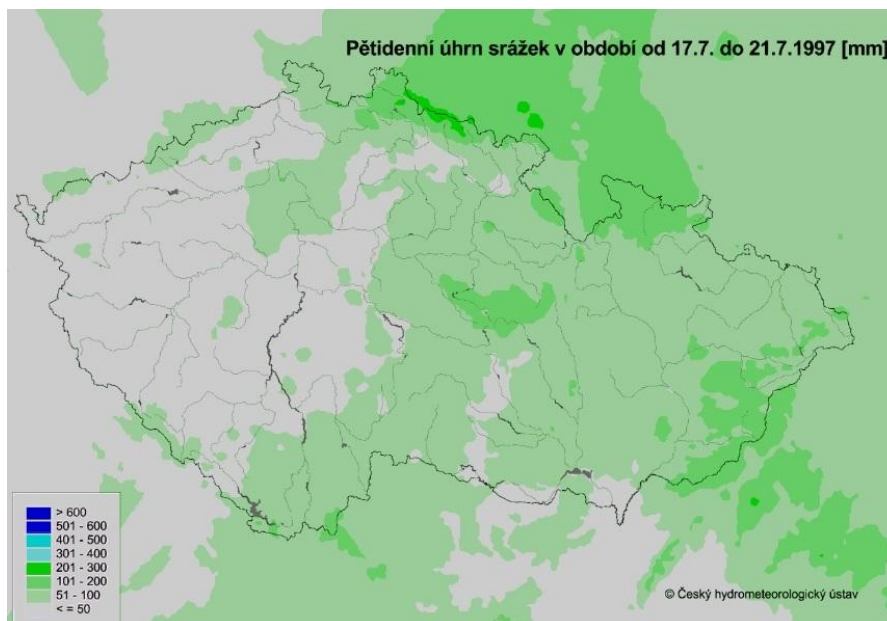 Pětidenní úhrn srážek v období od 17.7. do 21.7.1997 [mm]
> 600
501 - 600
401 - 500
301 - 400
201 - 300
101 - 200
51 - 100
< = 50
© Český hydrometeorologický ústav